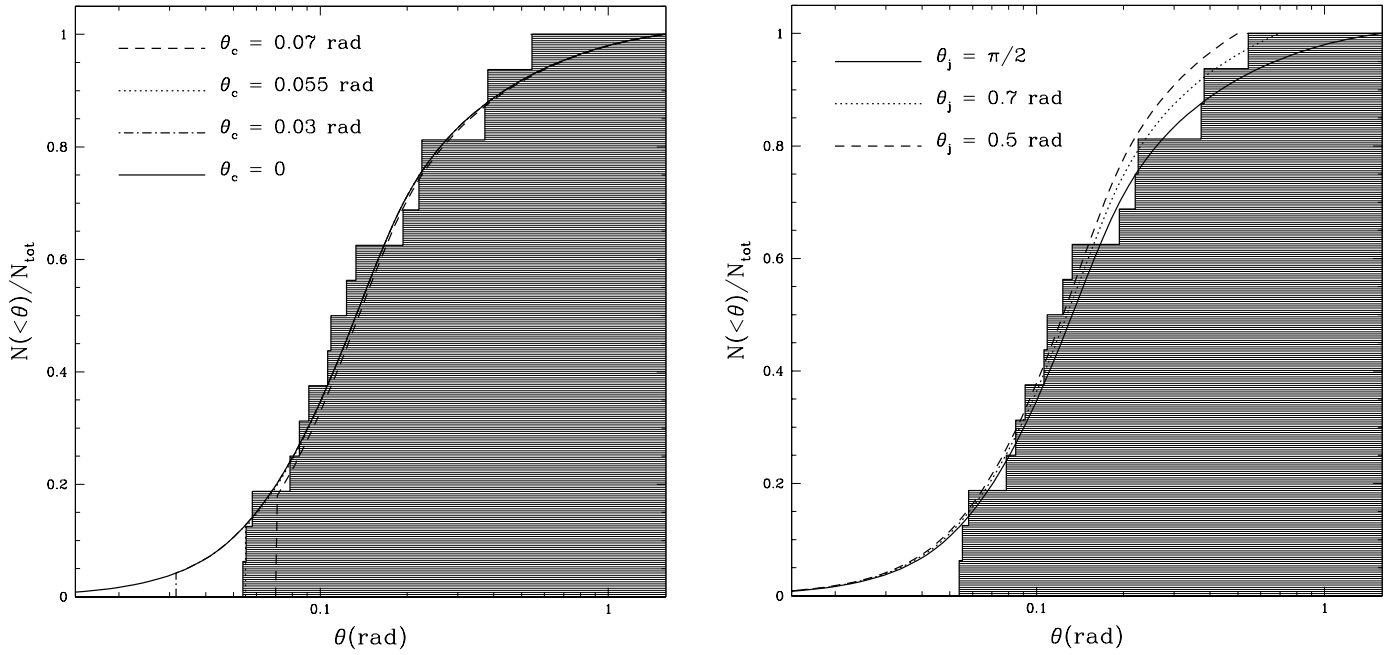 θc = 0.07 rad
θc = 0.055 rad
θc = 0.03 rad
θc = 0
N(<θ)/Ntot
1
0.8
0.6
0.4
0.2
0
0.1
1
θ(rad)
θj = π/2
θj = 0.7 rad
θj = 0.5 rad
N(<θ)/Ntot
1
0.8
0.6
0.4
0.2
0
0.1
1
θ(rad)